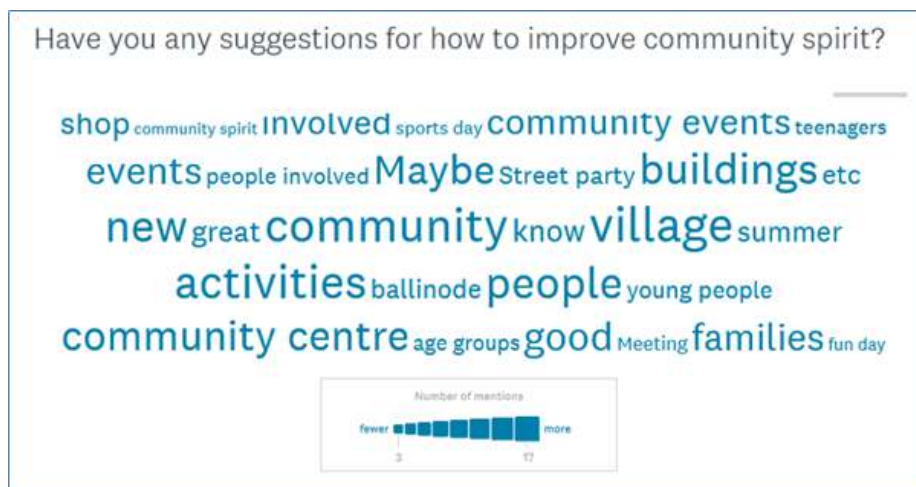 Have you any suggestions for how to improve community spirit?
shop community spirit involved sports day community events teenagers
events people involved Maybe Street party buildings etc
new great community know village summer
activities ballinode people young people
community centre age groups good Meeting families fun day
Number of mentions
fewer more
3 17